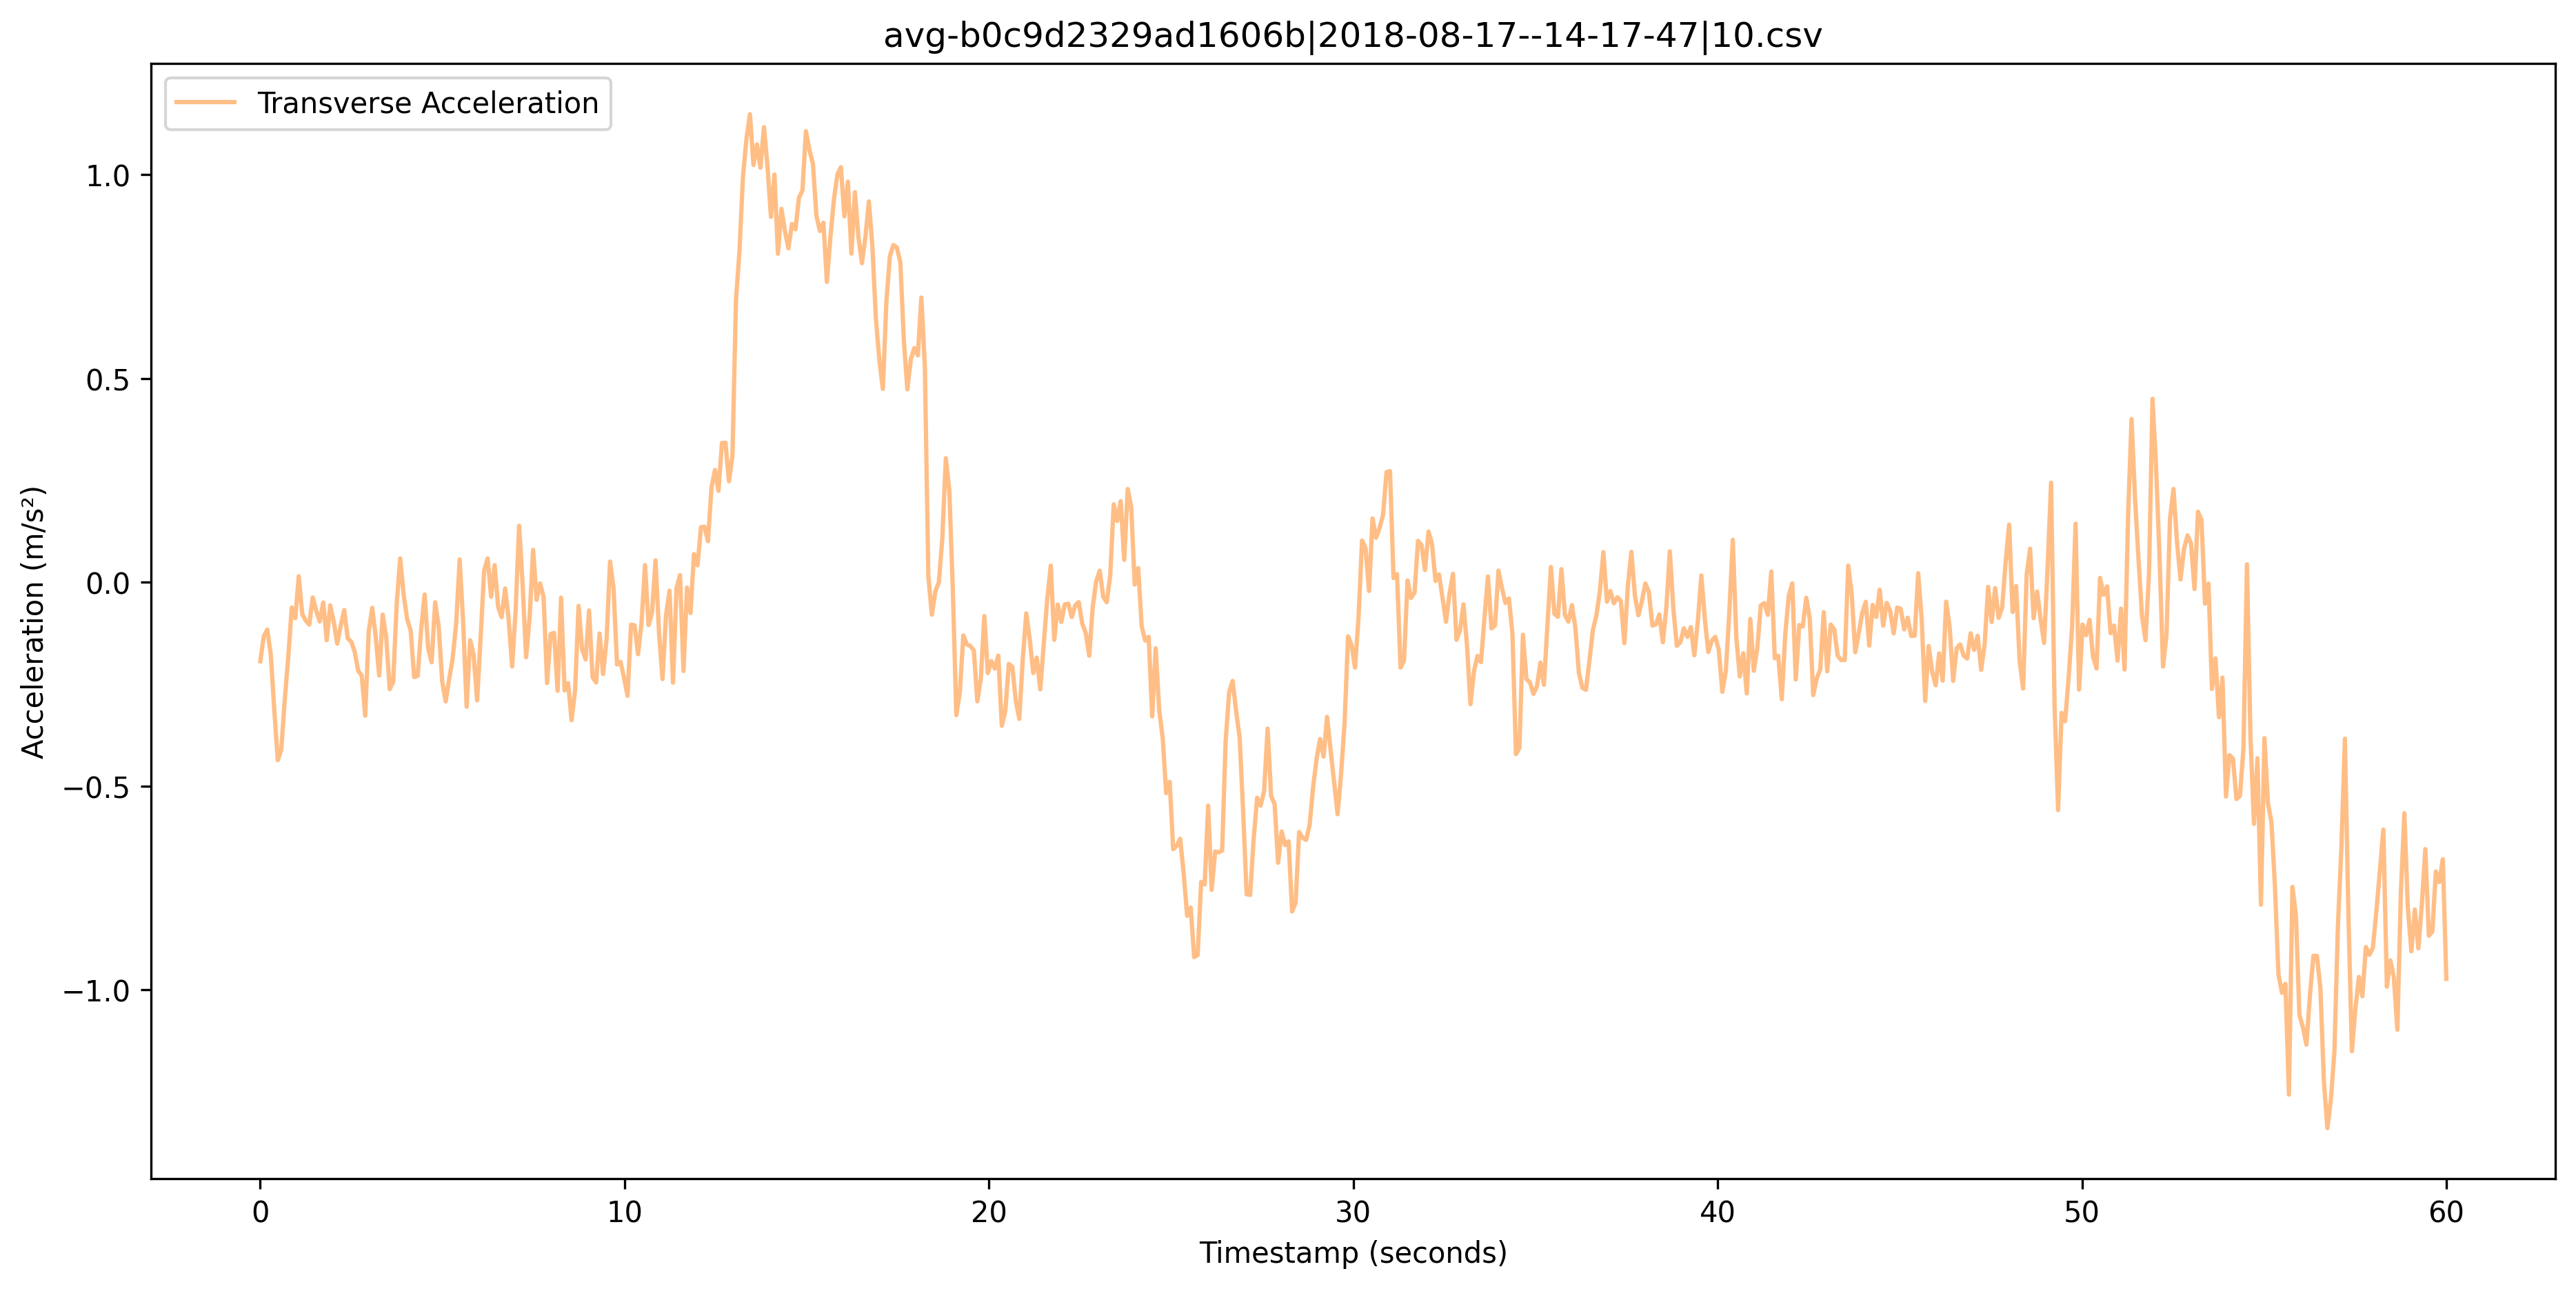 avg-b0c9d2329ad1606b|2018-08-17--14-17-47|10.csv
Transverse Acceleration
1.0
0.5
0.0
−0.5
−1.0
Acceleration (m/s²)
0 10 20 30 40 50 60
Timestamp (seconds)